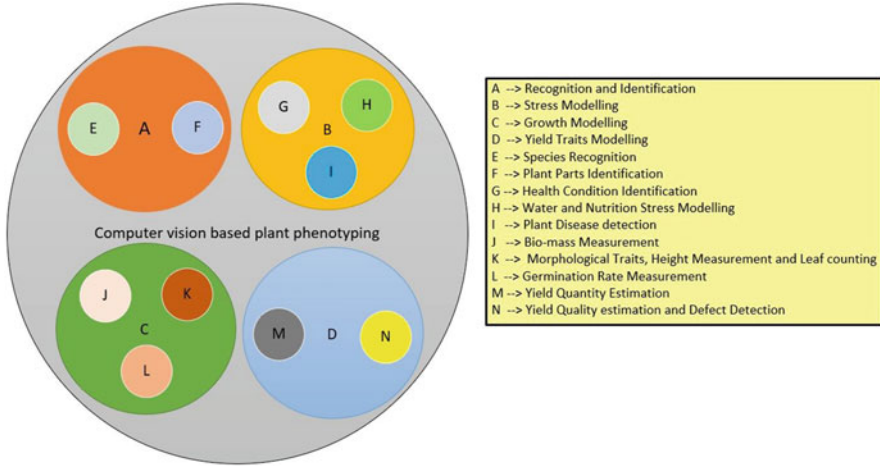 E
A
F
G
H
B
I
Computer vision based plant phenotyping
J
K
C
L
M
D
N
A --> Recognition and Identification
B --> Stress Modelling
C --> Growth Modelling
D --> Yield Traits Modelling
E --> Species Recognition
F --> Plant Parts Identification
G --> Health Condition Identification
H --> Water and Nutrition Stress Modelling
I --> Plant Disease detection
J --> Bio-mass Measurement
K --> Morphological Traits, Height Measurement and Leaf counting
L --> Germination Rate Measurement
M --> Yield Quantity Estimation
N --> Yield Quality estimation and Defect Detection